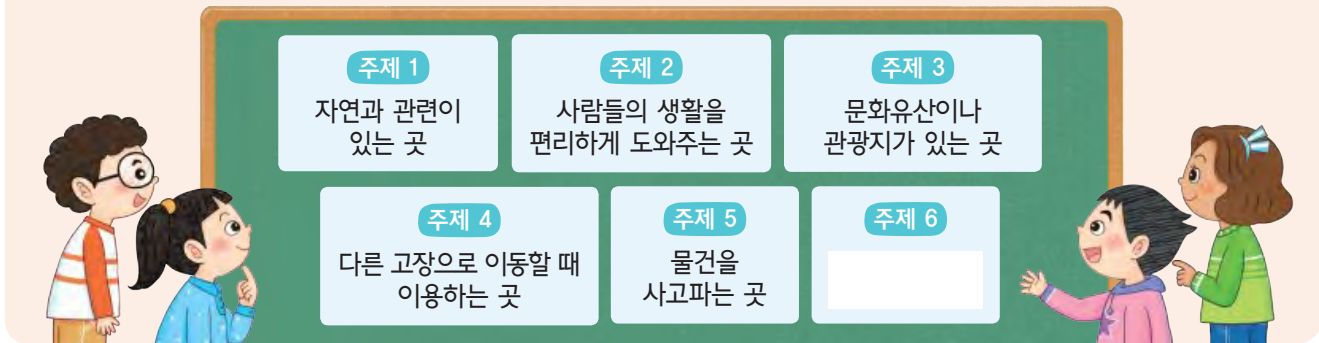 주제 1
자연과 관련이
있는 곳
주제 2
사람들의 생활을
편리하게 도와주는 곳
주제 3
문화유산이나
관광지가 있는 곳
주제 4
다른 고장으로 이동할 때
이용하는 곳
주제 5
물건을
사고파는 곳
주제 6